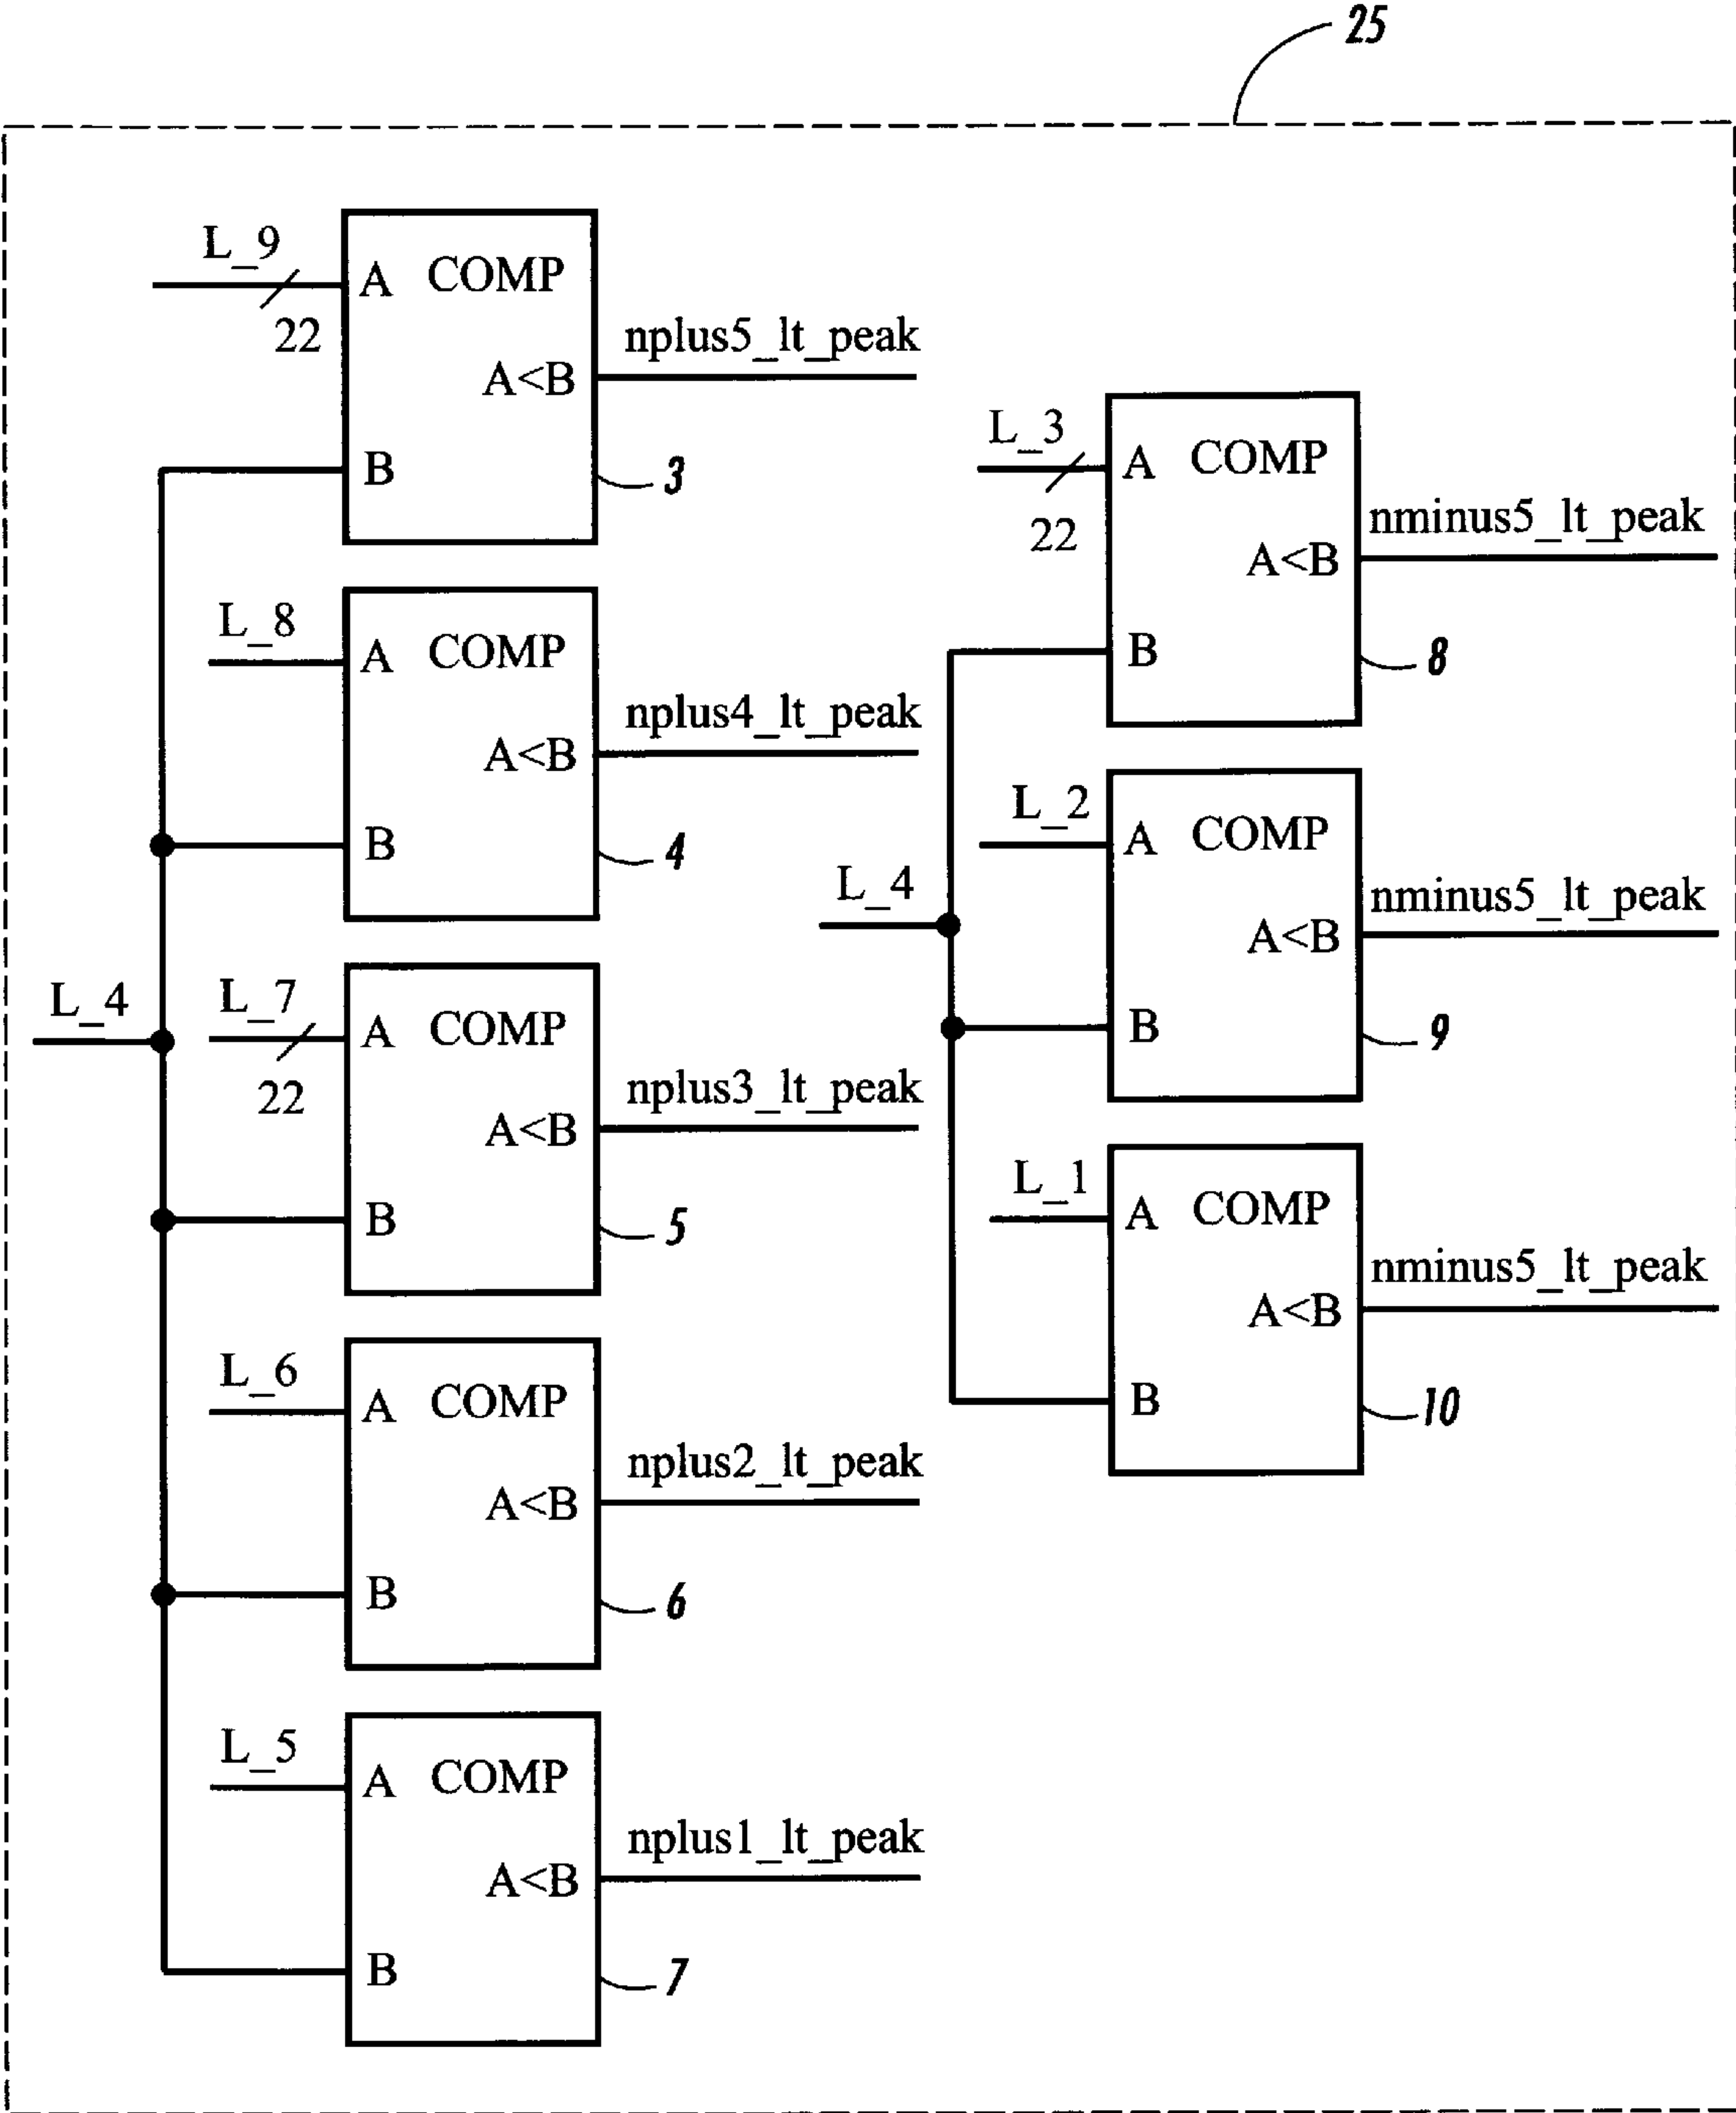 25
L_9
A COMP
22
nplus5_lt_peak
A<B
B
3
L_8
A COMP
nplus4_lt_peak
A<B
B
4
L_4
L_7
A COMP
22
nplus3_lt_peak
A<B
B
5
L_6
A COMP
nplus2_lt_peak
A<B
B
6
L_5
A COMP
nplus1_lt_peak
A<B
B
7
L_3
A COMP
22
nminus5_lt_peak
A<B
B
8
L_4
L_2
A COMP
nminus5_lt_peak
A<B
B
9
L_1
A COMP
nminus5_lt_peak
A<B
B
10